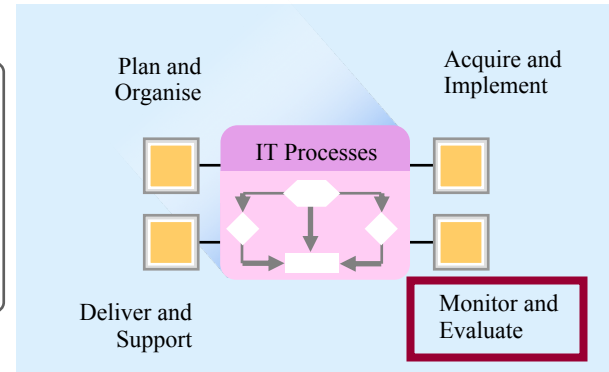 Plan and
Organise
Acquire and
Implement
IT Processes
Deliver and
Support
Monitor and
Evaluate